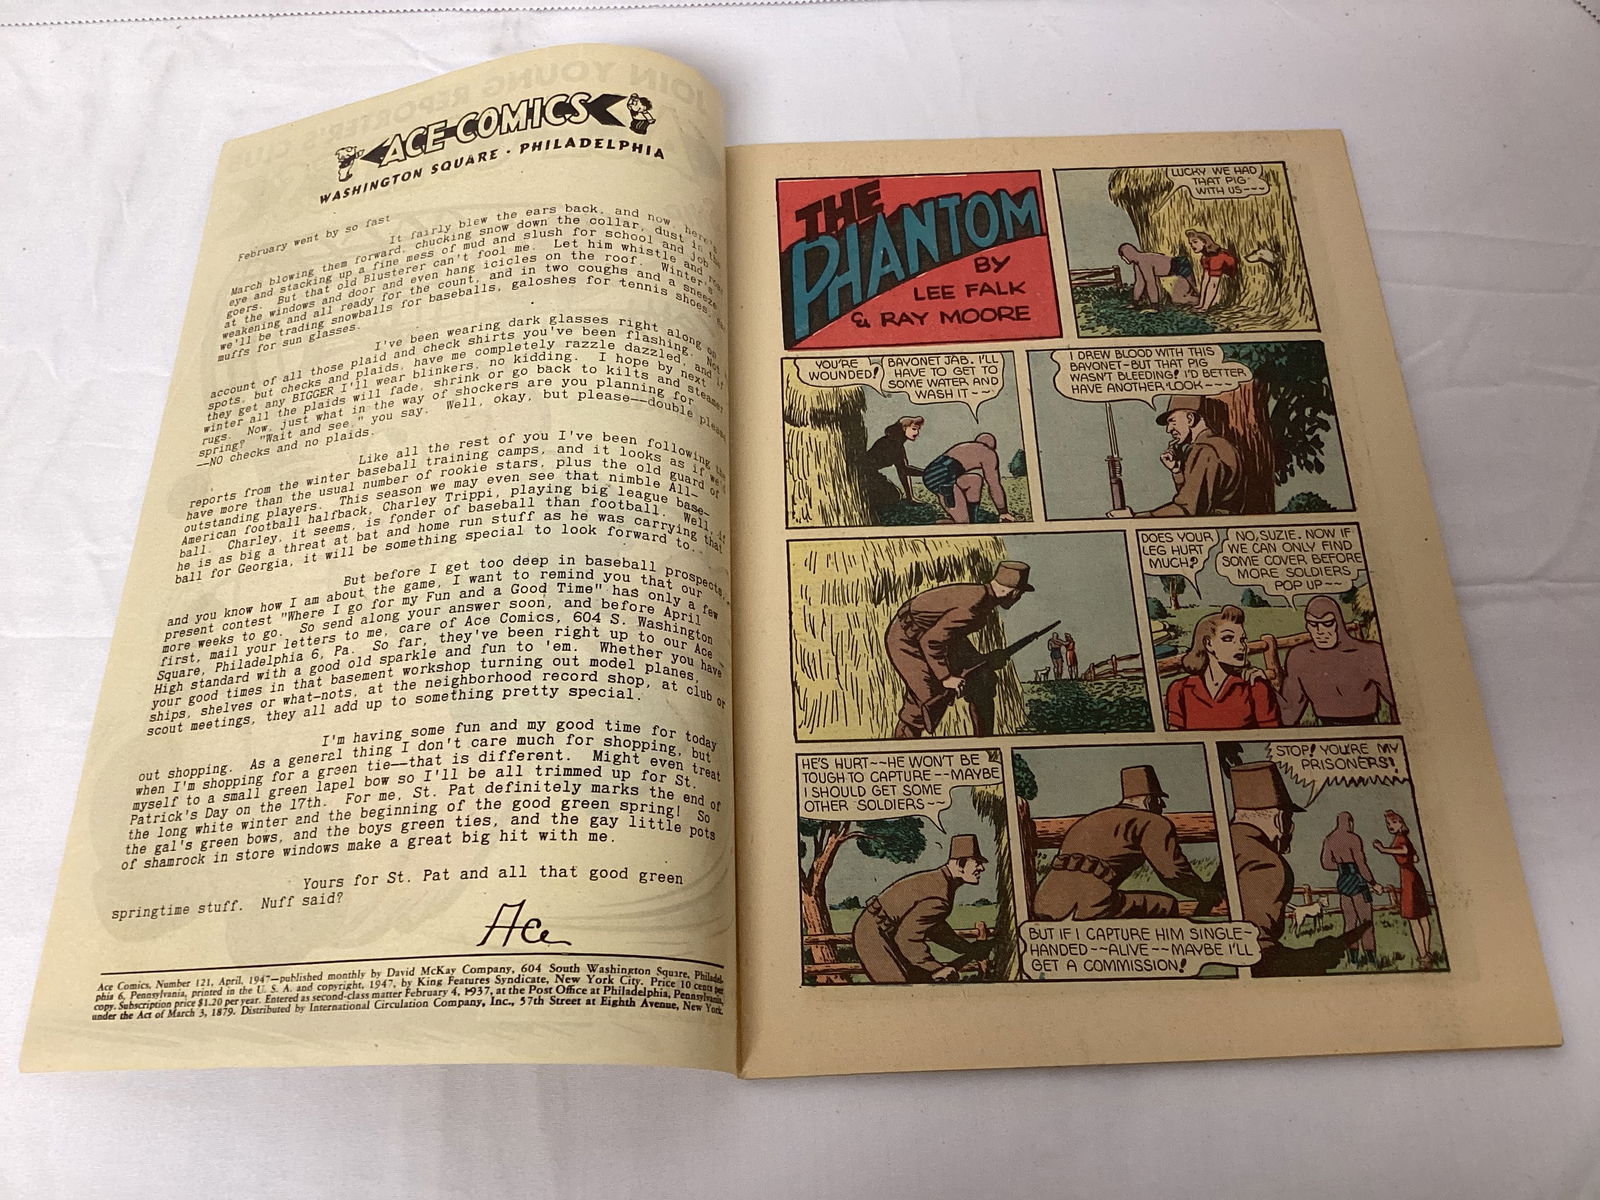 ACE COMICS
WASHINGTON SQUARE · PHILADELPHIA
February went by so fast
It fairly blew the ears back, and now here's
March blowing them forward, chucking snow down the collar, dust in the
eye and stacking up a fine mess of mud and slush for school and job
goers. But that old Blusterer can't fool me. Let him whistle and roar
at the windows and door and even hang icicles on the roof. Winter's
weakening and all ready for the count, and in two coughs and a sneeze
we'll be trading snowballs for baseballs, galoshes for tennis shoes,
muffs for sun glasses.
I've been wearing dark glasses right along on
account of all those plaid and check shirts you've been flashing. Not
spots, but checks and plaids, have me completely razzle dazzled, and if
they get any BIGGER I'll wear blinkers, no kidding. I hope by next
winter all the plaids will fade, shrink or go back to kilts and steamer
rugs. Now, just what in the way of shockers are you planning for
spring? "Wait and see," you say. Well, okay, but please--double please
--NO checks and no plaids.
Like all the rest of you I've been following the
reports from the winter baseball training camps, and it looks as if we'd
have more than the usual number of rookie stars, plus the old guard of
outstanding players. This season we may even see that nimble All-
American football halfback, Charley Trippi, playing big league base-
ball. Charley, it seems, is fonder of baseball than football. Well, if
he is as big a threat at bat and home run stuff as he was carrying that
ball for Georgia, it will be something special to look forward to..
But before I get too deep in baseball prospects,
and you know how I am about the game, I want to remind you that our
present contest "Where I go for my Fun and a Good Time" has only a few
more weeks to go. So send along your answer soon, and before April
first, mail your letters to me, care of Ace Comics, 604 S. Washington
Square, Philadelphia 6, Pa. So far, they've been right up to our Ace
High standard with a good old sparkle and fun to 'em. Whether you have
your good times in that basement workshop turning out model planes,
ships, shelves or what-nots, at the neighborhood record shop, at club or
scout meetings, they all add up to something pretty special.
I'm having some fun and my good time for today
out shopping. As a general thing I don't care much for shopping, but
when I'm shopping for a green tie--that is different. Might even treat
myself to a small green lapel bow so I'll be all trimmed up for St.
Patrick's Day on the 17th. For me, St. Pat definitely marks the end of
the long white winter and the beginning of the good green spring! So
the gal's green bows, and the boys green ties, and the gay little pots
of shamrock in store windows make a great big hit with me.
Yours for St. Pat and all that good green
springtime stuff. Nuff said?
Ace
Ace Comics, Number 121, April, 1947—published monthly by David McKay Company, 604 South Washington Square, Philadel-
phia 6, Pennsylvania, printed in the U. S. A. and copyright, 1947, by King Features Syndicate, New York City. Price 10 cents per
copy. Subscription price $1.20 per year. Entered as second-class matter February 4, 1937, at the Post Office at Philadelphia, Pennsylvania,
under the Act of March 3, 1879. Distributed by International Circulation Company, Inc., 57th Street at Eighth Avenue, New York.
THE
PHANTOM
BY
LEE FALK
& RAY MOORE
LUCKY WE HAD
THAT PIG
WITH US---
YOU'RE
WOUNDED!
BAYONET JAB. I'LL
HAVE TO GET TO
SOME WATER AND
WASH IT--
I DREW BLOOD WITH THIS
BAYONET-BUT THAT PIG
WASN'T BLEEDING! I'D BETTER
HAVE ANOTHER LOOK---
DOES YOUR
LEG HURT
MUCH?
NO, SUZIE. NOW IF
WE CAN ONLY FIND
SOME COVER BEFORE
MORE SOLDIERS
POP UP--
HE'S HURT--HE WON'T BE
TOUGH TO CAPTURE--MAYBE
I SHOULD GET SOME
OTHER SOLDIERS--
BUT IF I CAPTURE HIM SINGLE-
HANDED--ALIVE--MAYBE I'LL
GET A COMMISSION!
STOP! YOU'RE MY
PRISONERS!